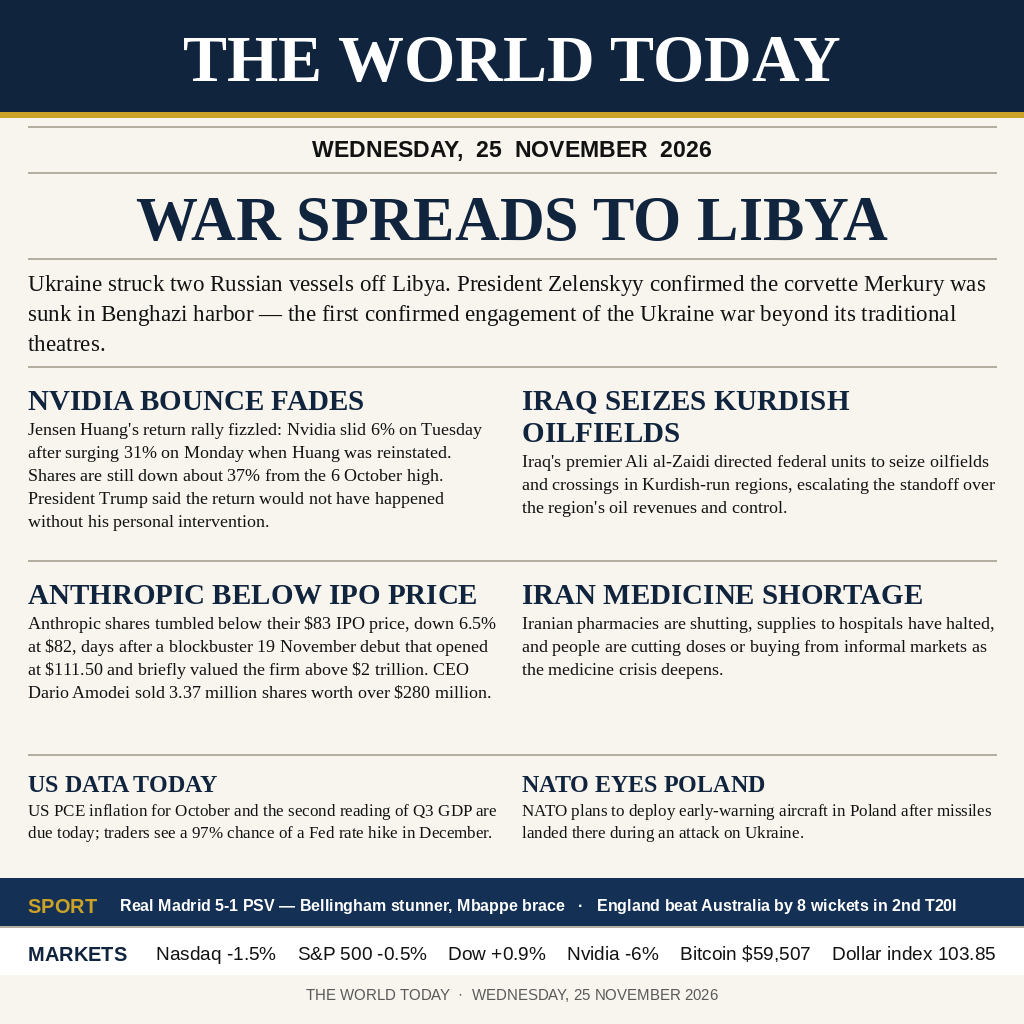 THE WORLD TODAY
WEDNESDAY, 25 NOVEMBER 2026
WAR SPREADS TO LIBYA
Ukraine struck two Russian vessels off Libya. President Zelenskyy confirmed the corvette Merkury was
sunk in Benghazi harbor — the first confirmed engagement of the Ukraine war beyond its traditional
theatres.
NVIDIA BOUNCE FADES
Jensen Huang's return rally fizzled: Nvidia slid 6% on Tuesday
after surging 31% on Monday when Huang was reinstated.
Shares are still down about 37% from the 6 October high.
President Trump said the return would not have happened
without his personal intervention.
IRAQ SEIZES KURDISH
OILFIELDS
Iraq's premier Ali al-Zaidi directed federal units to seize oilfields
and crossings in Kurdish-run regions, escalating the standoff over
the region's oil revenues and control.
ANTHROPIC BELOW IPO PRICE
Anthropic shares tumbled below their $83 IPO price, down 6.5%
at $82, days after a blockbuster 19 November debut that opened
at $111.50 and briefly valued the firm above $2 trillion. CEO
Dario Amodei sold 3.37 million shares worth over $280 million.
IRAN MEDICINE SHORTAGE
Iranian pharmacies are shutting, supplies to hospitals have halted,
and people are cutting doses or buying from informal markets as
the medicine crisis deepens.
US DATA TODAY
US PCE inflation for October and the second reading of Q3 GDP are
due today; traders see a 97% chance of a Fed rate hike in December.
NATO EYES POLAND
NATO plans to deploy early-warning aircraft in Poland after missiles
landed there during an attack on Ukraine.
SPORT Real Madrid 5-1 PSV — Bellingham stunner, Mbappe brace · England beat Australia by 8 wickets in 2nd T20I
MARKETS Nasdaq -1.5% S&P 500 -0.5% Dow +0.9% Nvidia -6% Bitcoin $59,507 Dollar index 103.85
THE WORLD TODAY · WEDNESDAY, 25 NOVEMBER 2026